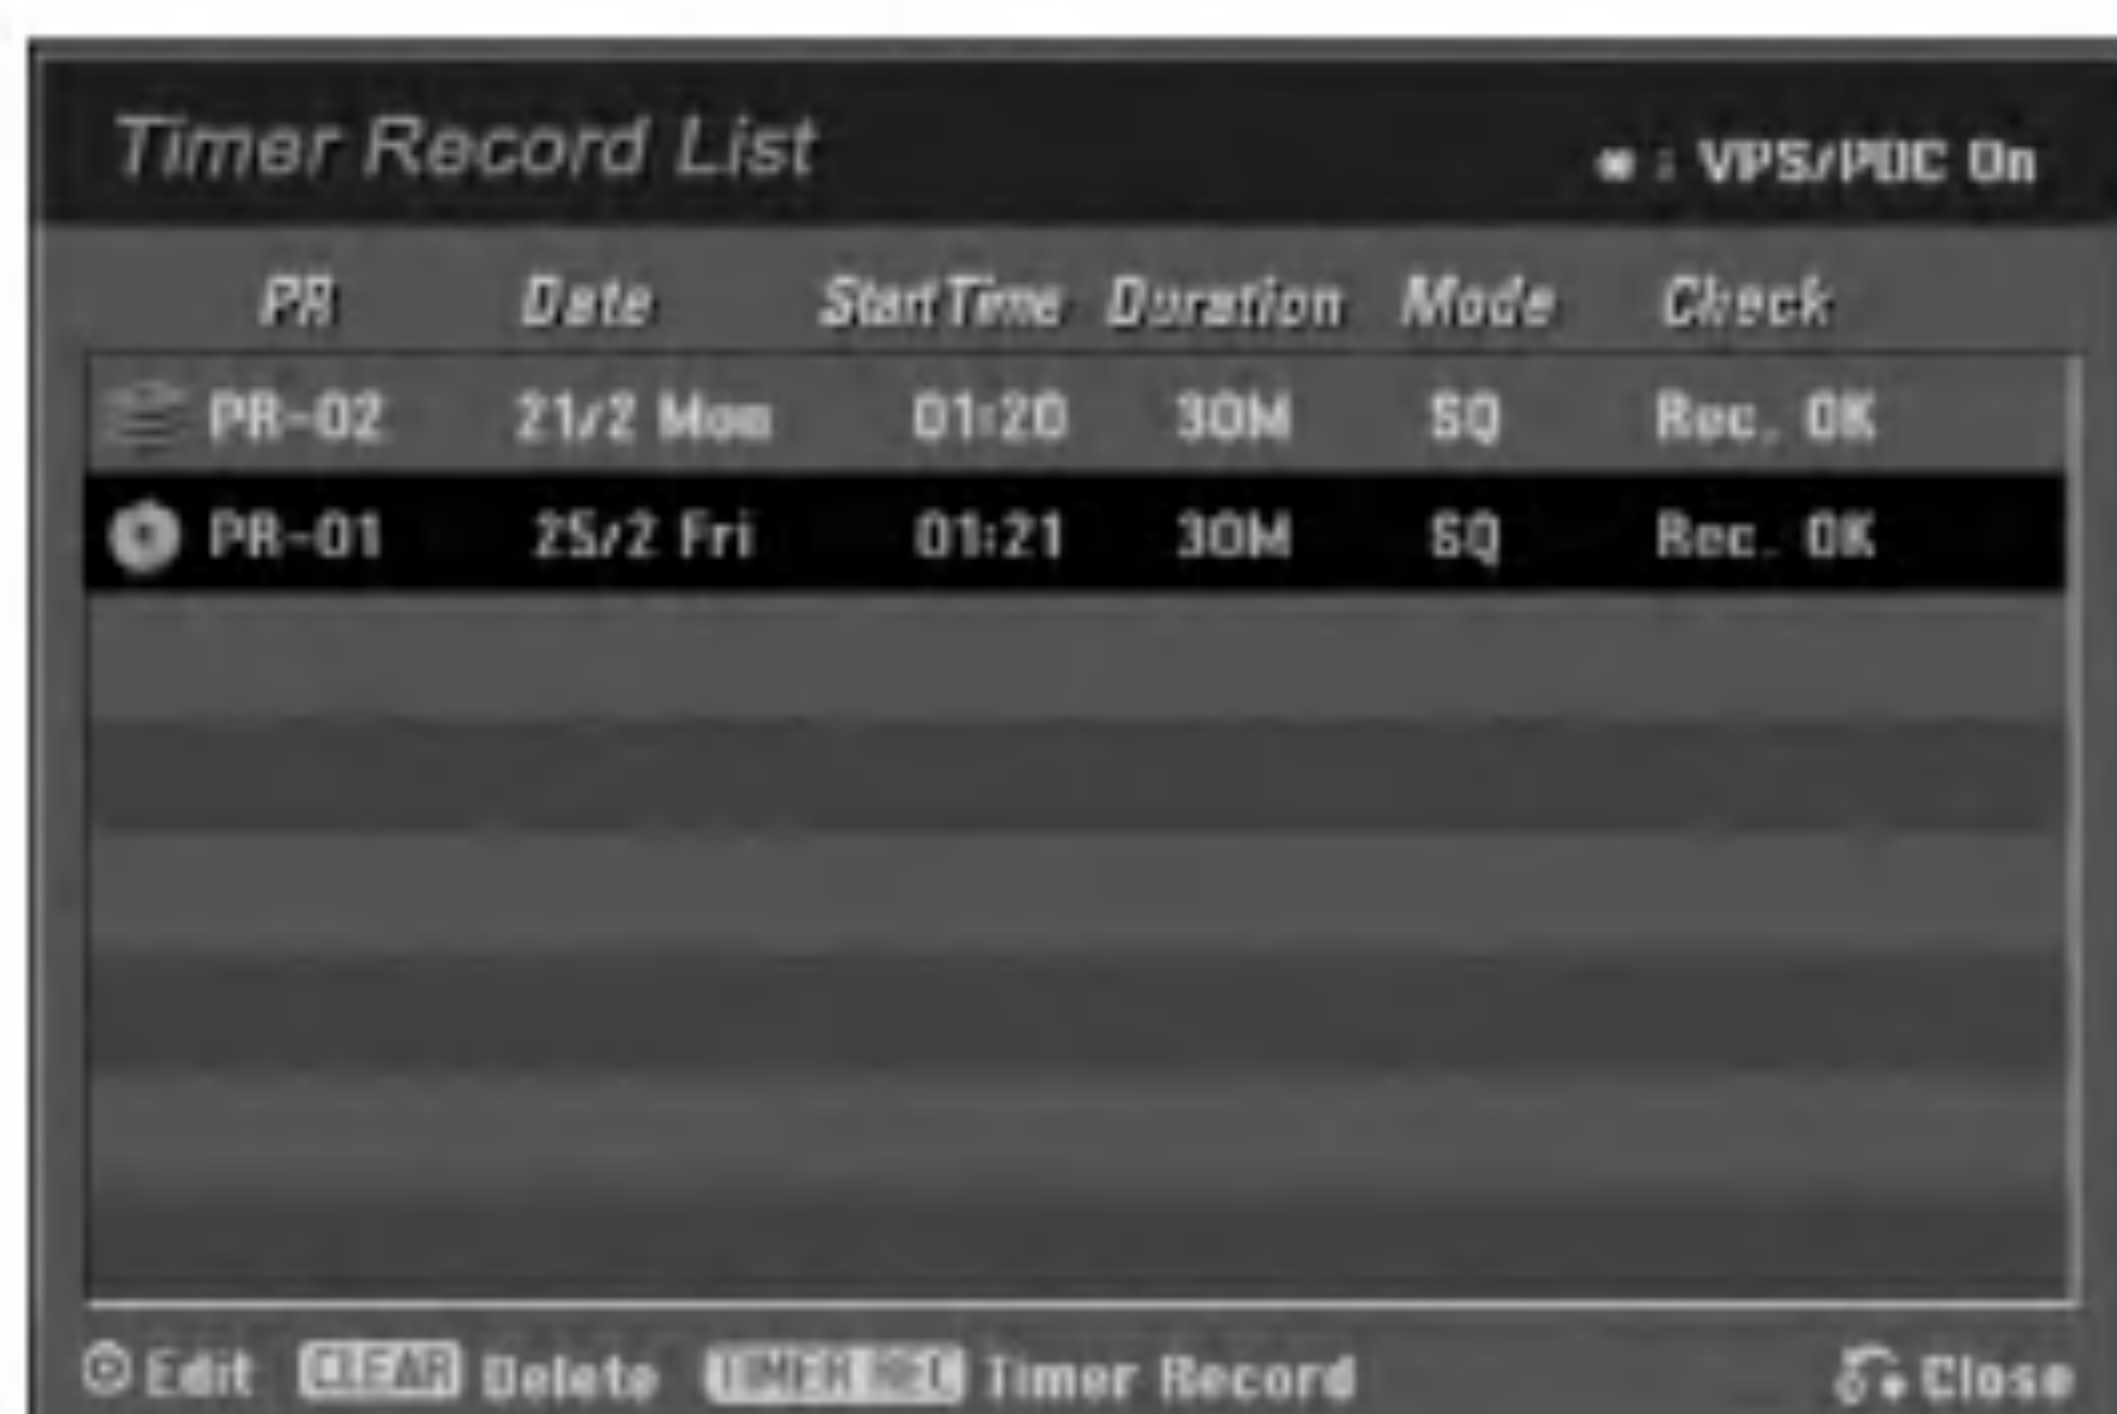 Timer Record List
* : VPS/PDC On
PR Date Start Time Duration Mode Check
PR-02 21/2 Mon 01:20 30M SQ Rec. OK
PR-01 25/2 Fri 01:21 30M SQ Rec. OK
Edit CLEAR Delete TIMER REC Timer Record Close